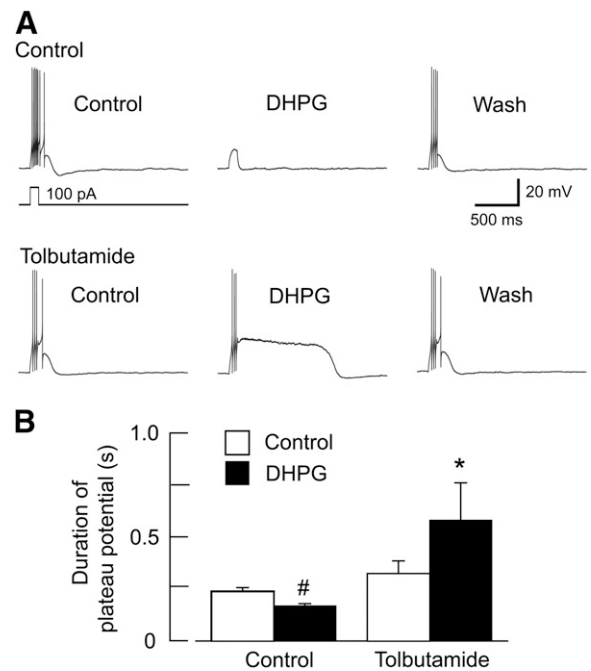 A
Control
Control DHPG Wash
100 pA
20 mV
500 ms
Tolbutamide
Control DHPG Wash
B
1.0
0.5
0
Duration of
plateau potential (s)
Control
DHPG
#
*
Control Tolbutamide